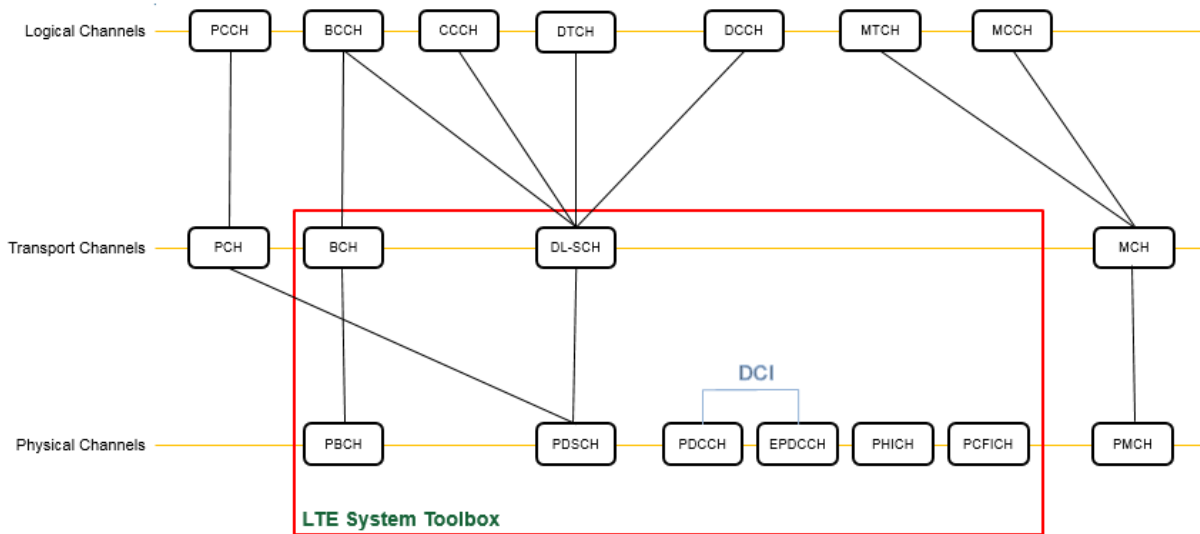 Logical Channels PCCH BCCH CCCH DTCH DCCH MTCH MCCH
Transport Channels PCH BCH DL-SCH MCH
DCI
Physical Channels PBCH PDSCH PDCCH EPDCCH PHICH PCFICH PMCH
LTE System Toolbox